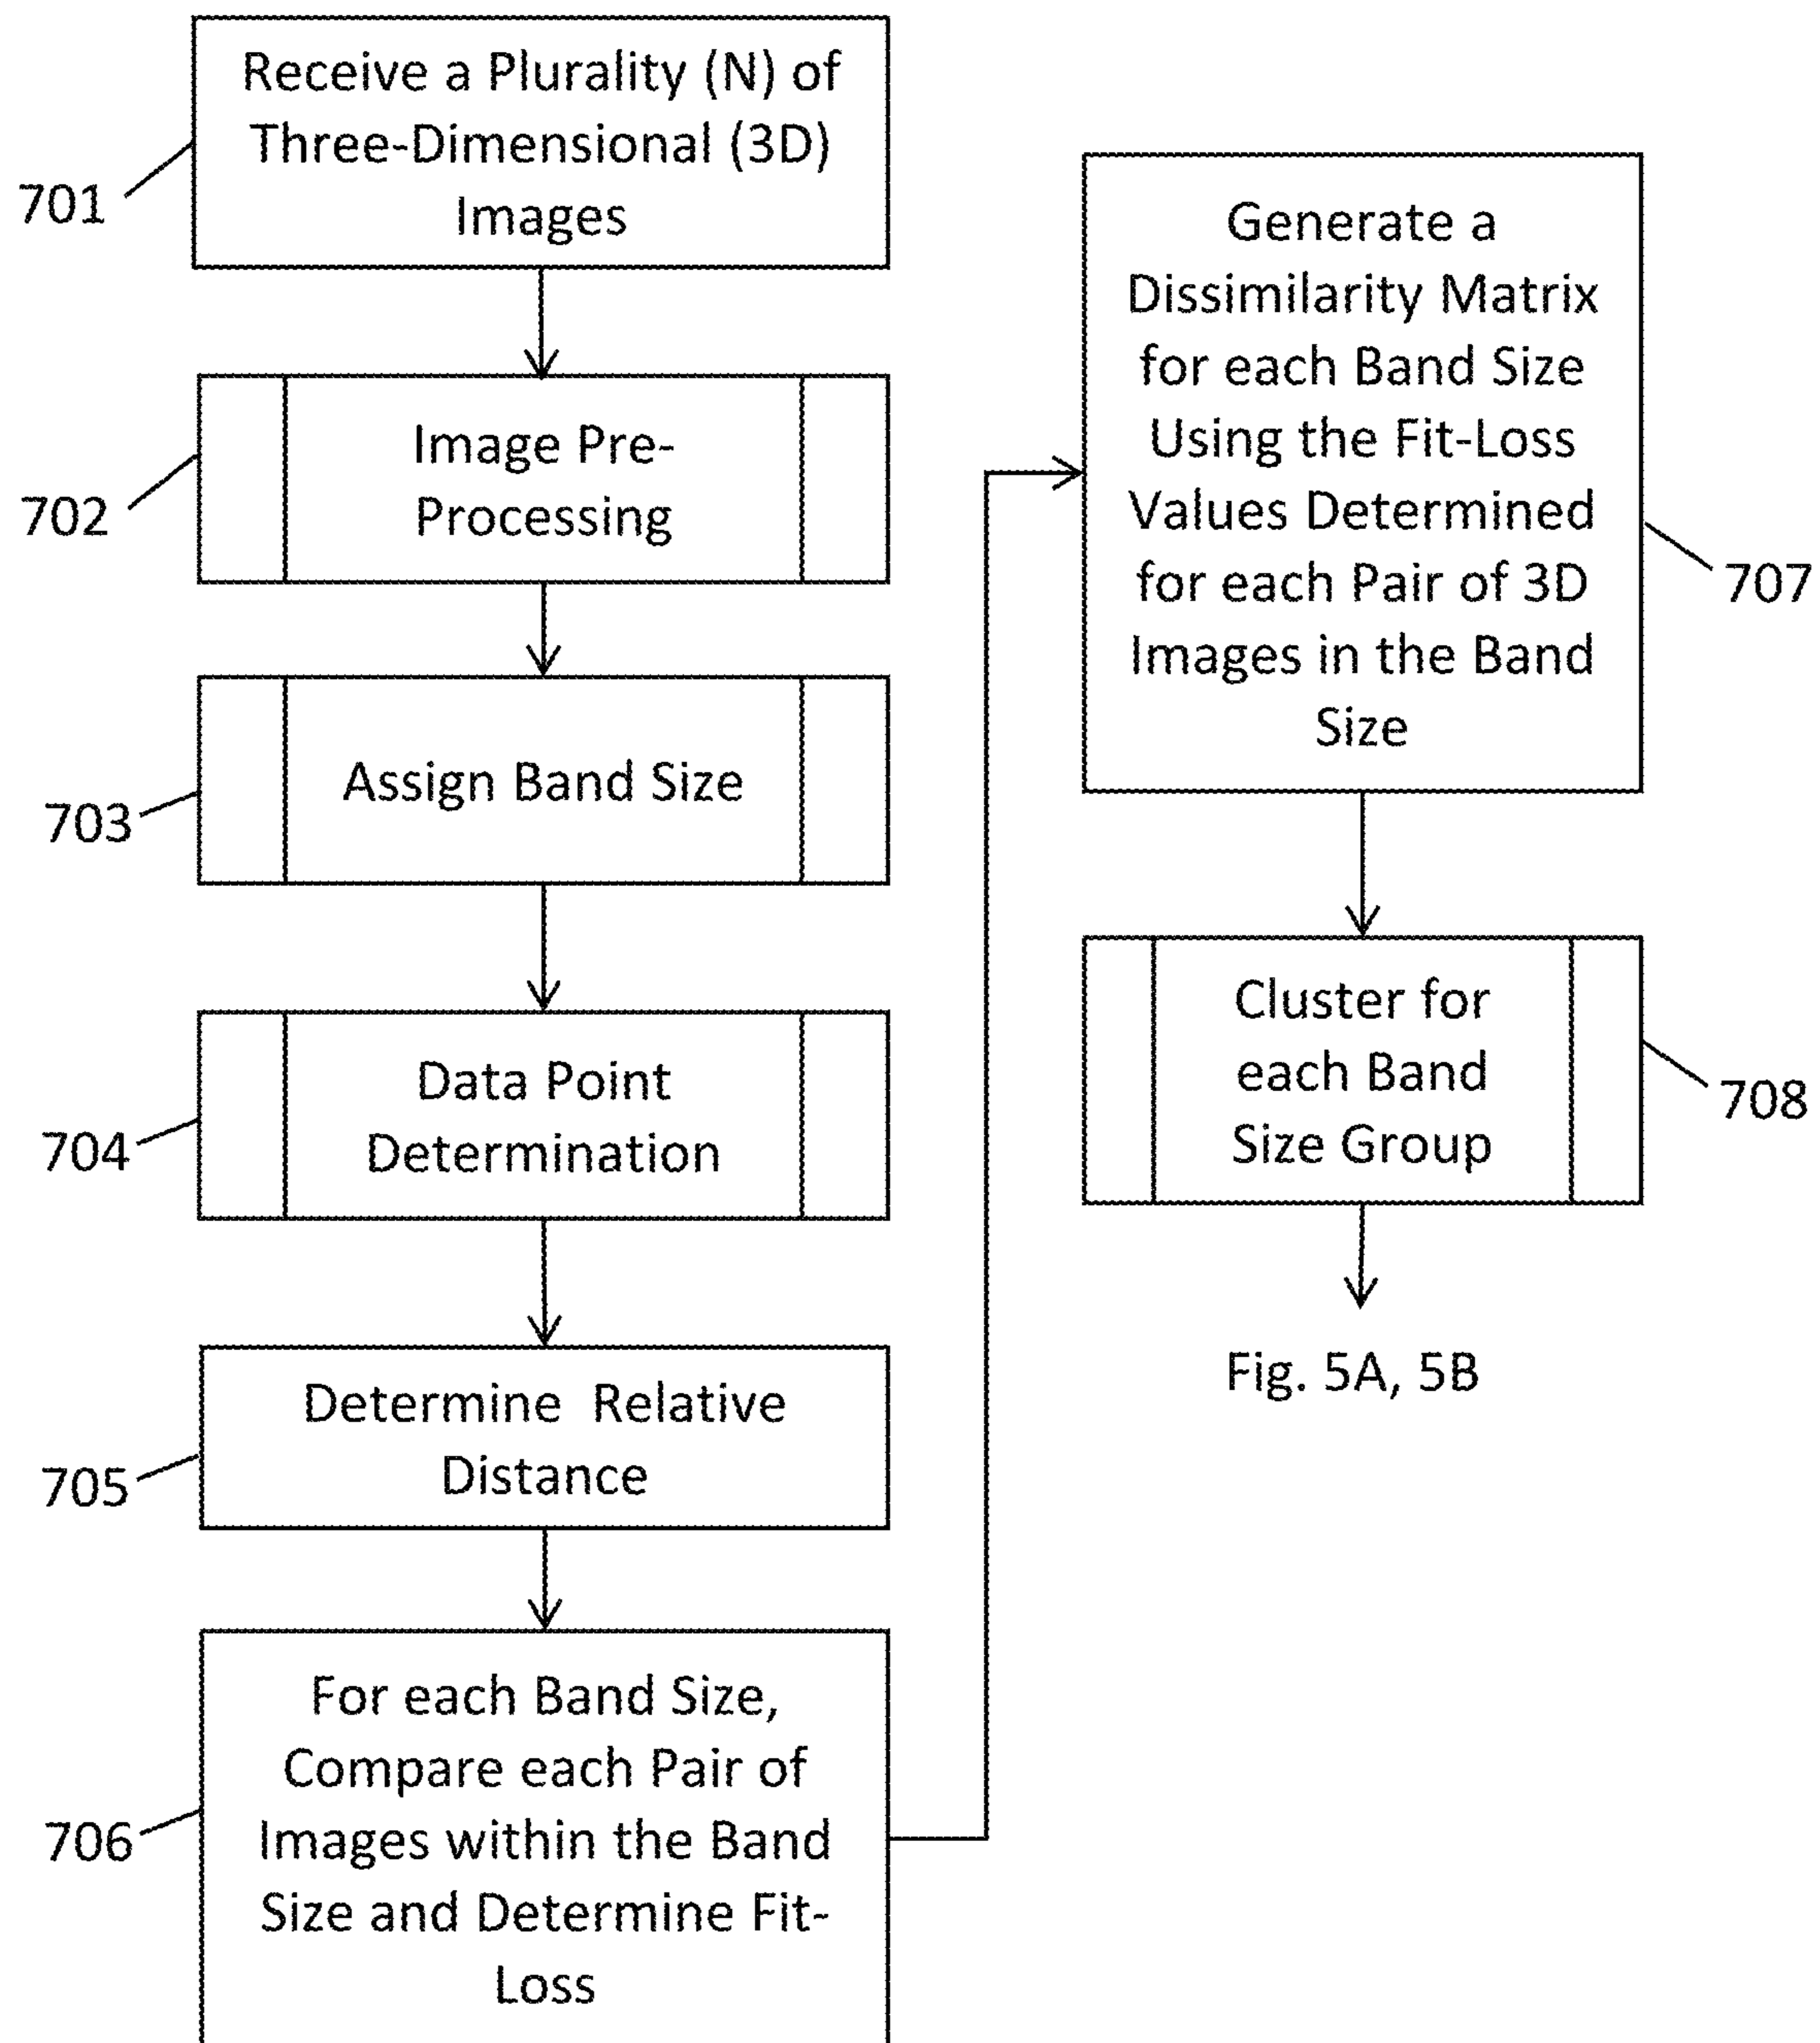 Receive a Plurality (N) of
Three-Dimensional (3D)
Images
701
Image Pre-
Processing
702
Assign Band Size
703
Data Point
Determination
704
Determine Relative
Distance
705
For each Band Size,
Compare each Pair of
Images within the Band
Size and Determine Fit-
Loss
706
Generate a
Dissimilarity Matrix
for each Band Size
Using the Fit-Loss
Values Determined
for each Pair of 3D
Images in the Band
Size
707
Cluster for
each Band
Size Group
708
Fig. 5A, 5B